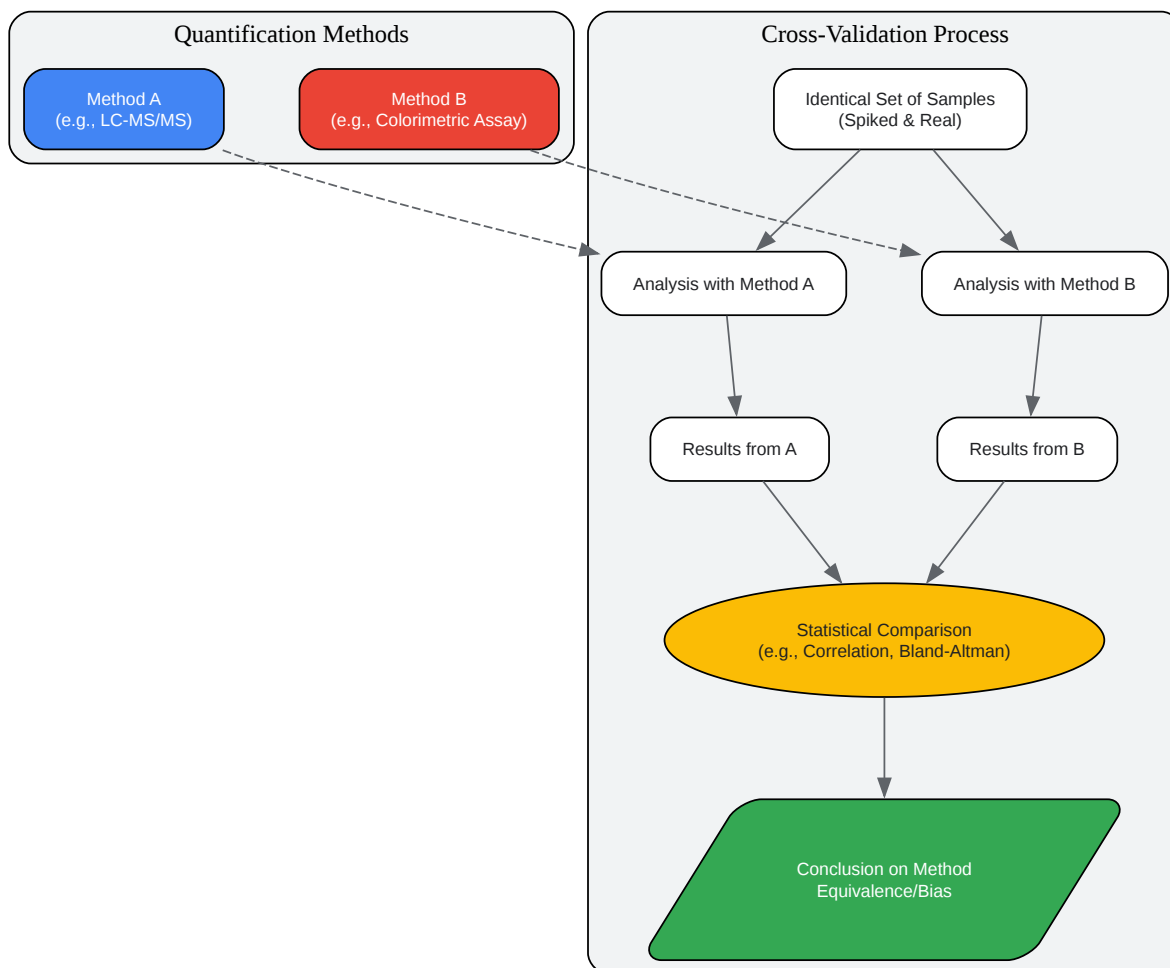 Quantification Methods
Method A
(e.g., LC-MS/MS)
Method B
(e.g., Colorimetric Assay)
Cross-Validation Process
Identical Set of Samples
(Spiked & Real)
Analysis with Method A
Analysis with Method B
Results from A
Results from B
Statistical Comparison
(e.g., Correlation, Bland-Altman)
Conclusion on Method
Equivalence/Bias